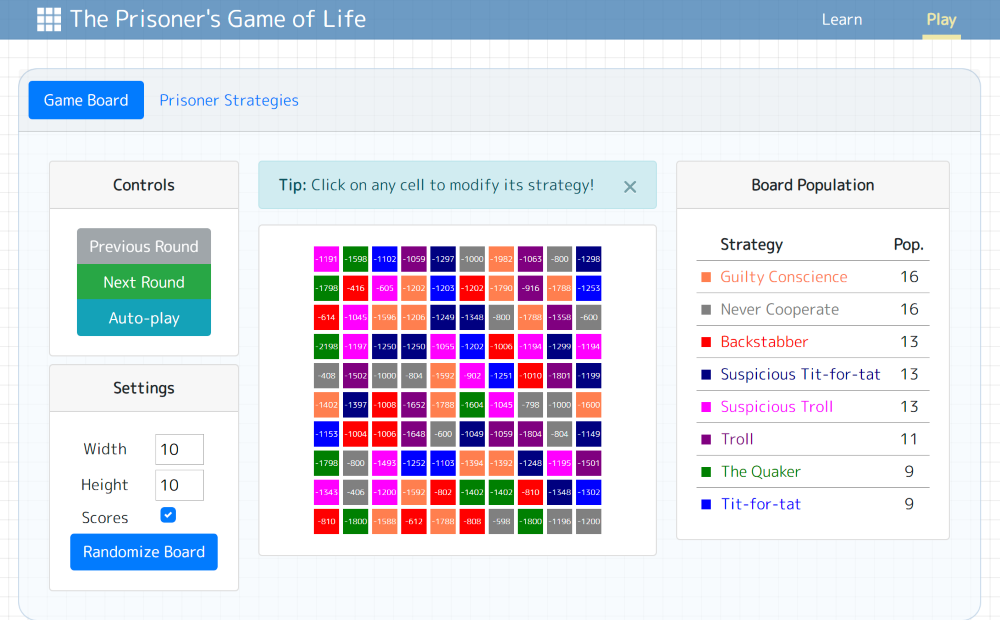 The Prisoner's Game of Life
Learn
Play
Game Board
Prisoner Strategies
Controls
Previous Round
Next Round
Auto-play
Settings
Width 10
Height 10
Scores
Randomize Board
Tip: Click on any cell to modify its strategy! ×
-1191 -1598 -1102 -1059 -1297 -1000 -1982 -1063 -800 -1298
-1798 -416 -605 -1202 -1203 -1202 -1790 -916 -1788 -1253
-614 -1045 -1596 -1206 -1249 -1348 -800 -1788 -1358 -600
-2198 -1197 -1250 -1250 -1055 -1202 -1006 -1194 -1299 -1194
-408 -1502 -1000 -804 -1592 -902 -1251 -1010 -1801 -1199
-1402 -1397 -1008 -1652 -1788 -1604 -1045 -798 -1000 -1600
-1153 -1004 -1006 -1648 -600 -1049 -1059 -1804 -804 -1149
-1798 -800 -1493 -1252 -1103 -1394 -1392 -1248 -1195 -1501
-1343 -406 -1200 -1592 -802 -1402 -1402 -810 -1348 -1302
-810 -1800 -1588 -612 -1788 -808 -598 -1800 -1196 -1200
Board Population
Strategy Pop.
Guilty Conscience 16
Never Cooperate 16
Backstabber 13
Suspicious Tit-for-tat 13
Suspicious Troll 13
Troll 11
The Quaker 9
Tit-for-tat 9